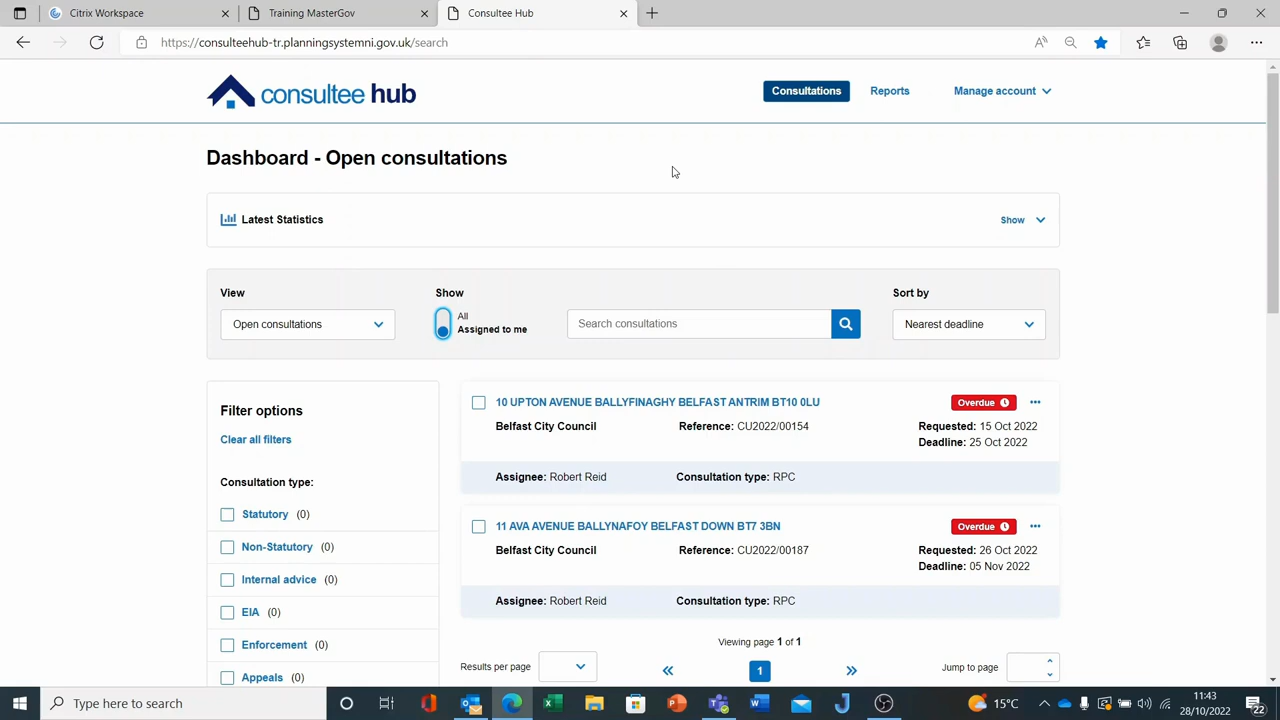 Citrix Workspace
Training MasterGov
Consultee Hub
https://consulteehub-tr.planningsystemni.gov.uk/search
consultee hub
Consultations
Reports
Manage account
Dashboard - Open consultations
Latest Statistics
Show
View
Show
Sort by
Open consultations
All
Assigned to me
Search consultations
Nearest deadline
Filter options
Clear all filters
Consultation type:
Statutory (0)
Non-Statutory (0)
Internal advice (0)
EIA (0)
Enforcement (0)
Appeals (0)
10 UPTON AVENUE BALLYFINAGHY BELFAST ANTRIM BT10 0LU
Overdue
Belfast City Council
Reference: CU2022/00154
Requested: 15 Oct 2022
Deadline: 25 Oct 2022
Assignee: Robert Reid
Consultation type: RPC
11 AVA AVENUE BALLYNAFOY BELFAST DOWN BT7 3BN
Overdue
Belfast City Council
Reference: CU2022/00187
Requested: 26 Oct 2022
Deadline: 05 Nov 2022
Assignee: Robert Reid
Consultation type: RPC
Viewing page 1 of 1
Results per page
1
Jump to page
Type here to search
15°C
11:43
28/10/2022
22